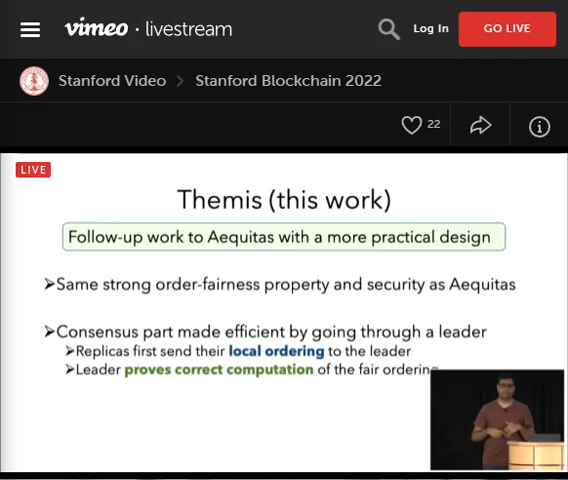 vimeo · livestream
Log In
GO LIVE
Stanford Video > Stanford Blockchain 2022
22
LIVE
Themis (this work)
Follow-up work to Aequitas with a more practical design
➤Same strong order-fairness property and security as Aequitas
➤Consensus part made efficient by going through a leader
➤Replicas first send their local ordering to the leader
➤Leader proves correct computation of the fair ordering